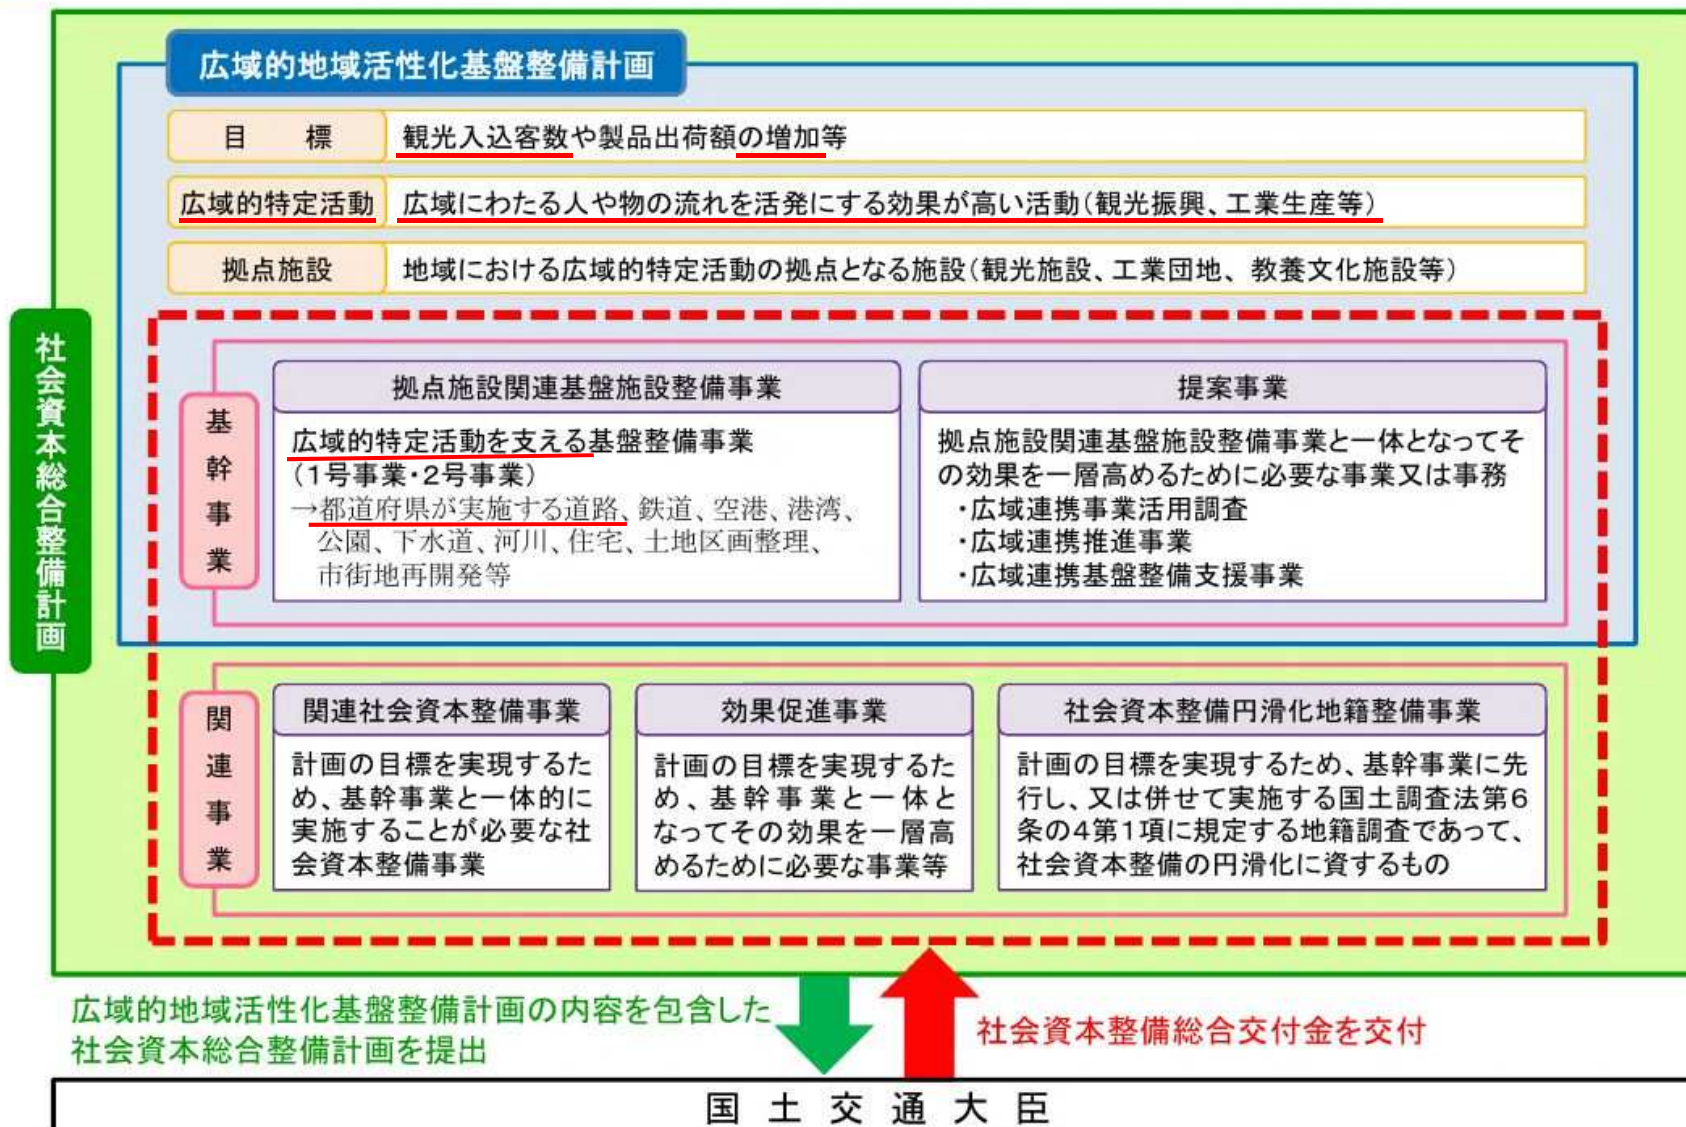 広域的地域活性化基盤整備計画
目　標
観光入込客数や製品出荷額の増加等
広域的特定活動
広域にわたる人や物の流れを活発にする効果が高い活動(観光振興、工業生産等)
拠点施設
地域における広域的特定活動の拠点となる施設(観光施設、工業団地、教養文化施設等)
社会資本総合整備計画
基幹事業
拠点施設関連基盤施設整備事業
広域的特定活動を支える基盤整備事業
(1号事業・2号事業)
→都道府県が実施する道路、鉄道、空港、港湾、
公園、下水道、河川、住宅、土地区画整理、
市街地再開発等
提案事業
拠点施設関連基盤施設整備事業と一体となってそ
の効果を一層高めるために必要な事業又は事務
・広域連携事業活用調査
・広域連携推進事業
・広域連携基盤整備支援事業
関連事業
関連社会資本整備事業
計画の目標を実現するた
め、基幹事業と一体的に
実施することが必要な社
会資本整備事業
効果促進事業
計画の目標を実現するた
め、基幹事業と一体と
なってその効果を一層高
めるために必要な事業等
社会資本整備円滑化地籍整備事業
計画の目標を実現するため、基幹事業に先
行し、又は併せて実施する国土調査法第6
条の4第1項に規定する地籍調査であって、
社会資本整備の円滑化に資するもの
広域的地域活性化基盤整備計画の内容を包含した
社会資本総合整備計画を提出
社会資本整備総合交付金を交付
国土交通大臣